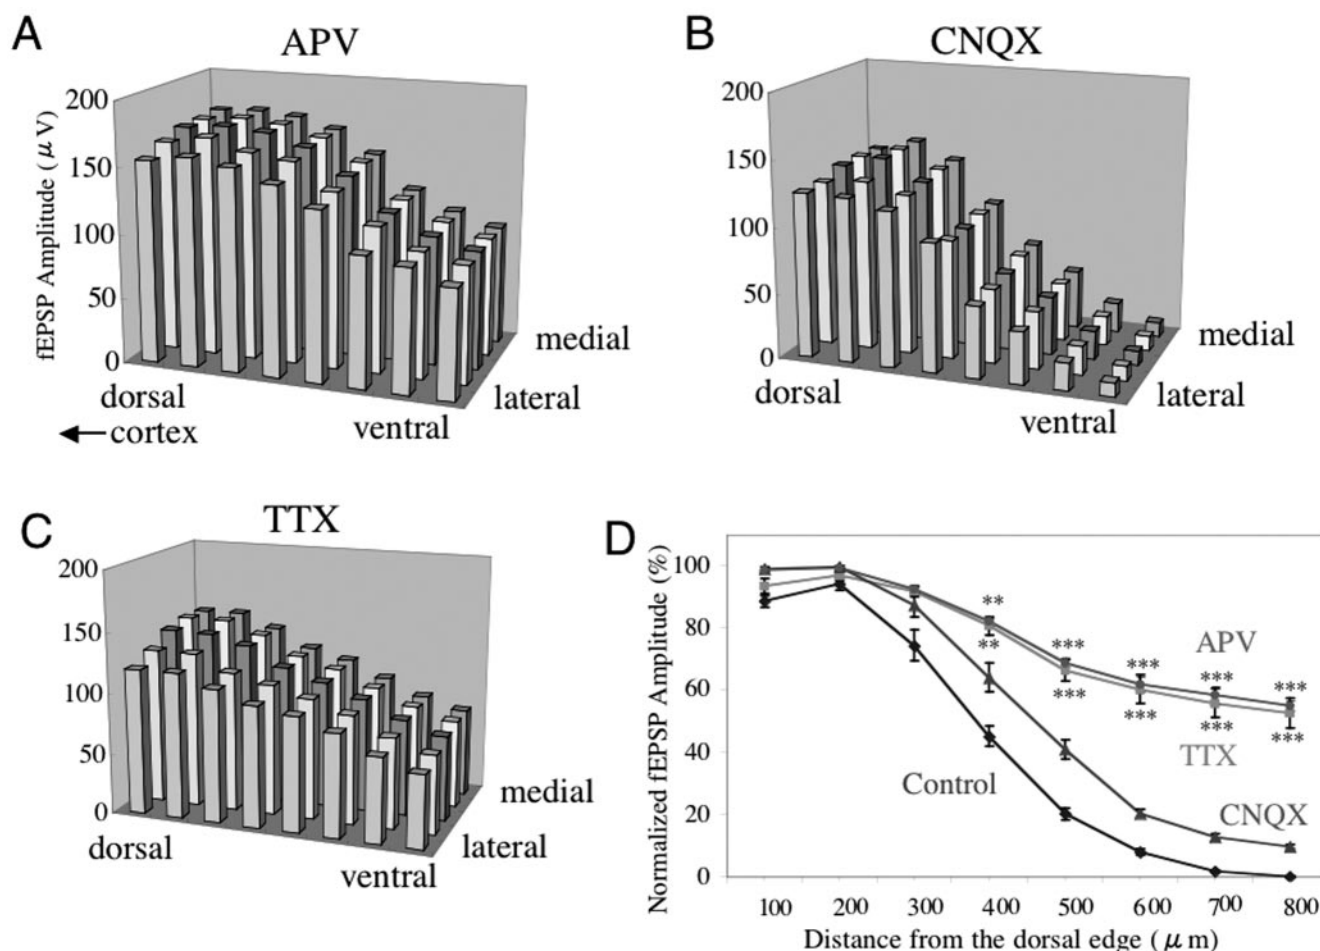 A
APV
fEPSP Amplitude (μV)
200
150
100
50
0
dorsal
ventral
lateral
medial
← cortex
B
CNQX
200
150
100
50
0
dorsal
ventral
lateral
medial
C
TTX
200
150
100
50
0
dorsal
ventral
lateral
medial
D
Normalized fEPSP Amplitude (%)
100
80
60
40
20
0
**
**
***
***
***
***
***
***
***
***
APV
TTX
Control
CNQX
100 200 300 400 500 600 700 800
Distance from the dorsal edge (μm)